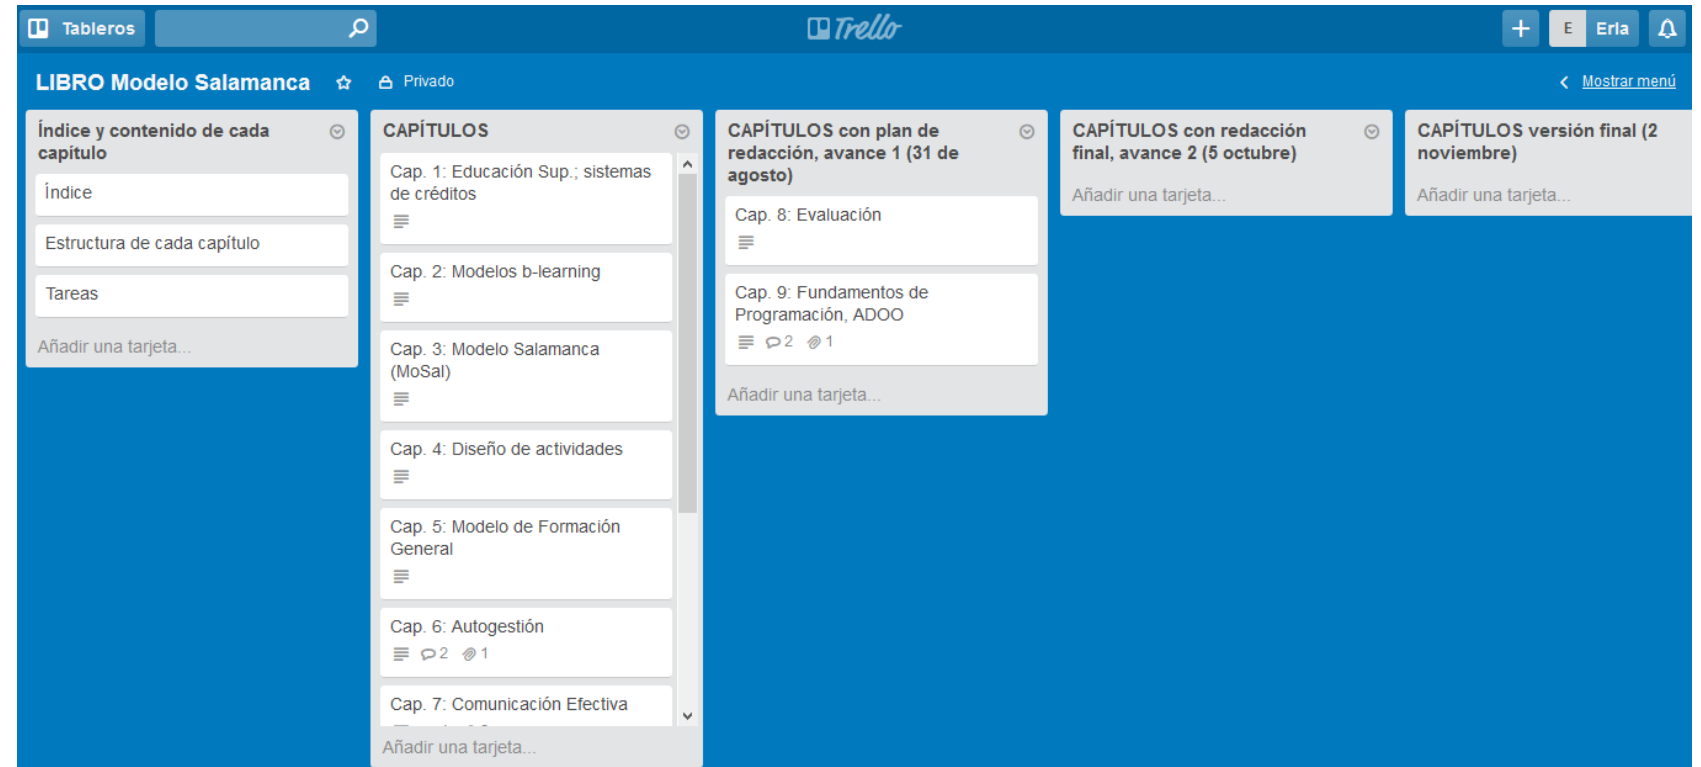 Tableros
Trello
E Erla
LIBRO Modelo Salamanca
Privado
Mostrar menú
Índice y contenido de cada
capítulo
Índice
Estructura de cada capítulo
Tareas
Añadir una tarjeta...
CAPÍTULOS
Cap. 1: Educación Sup.; sistemas
de créditos
Cap. 2: Modelos b-learning
Cap. 3: Modelo Salamanca
(MoSal)
Cap. 4: Diseño de actividades
Cap. 5: Modelo de Formación
General
Cap. 6: Autogestión
2 1
Cap. 7: Comunicación Efectiva
Añadir una tarjeta...
CAPÍTULOS con plan de
redacción, avance 1 (31 de
agosto)
Cap. 8: Evaluación
Cap. 9: Fundamentos de
Programación, ADOO
2 1
Añadir una tarjeta...
CAPÍTULOS con redacción
final, avance 2 (5 octubre)
Añadir una tarjeta...
CAPÍTULOS versión final (2
noviembre)
Añadir una tarjeta...